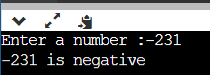 Enter a number :-231
-231 is negative